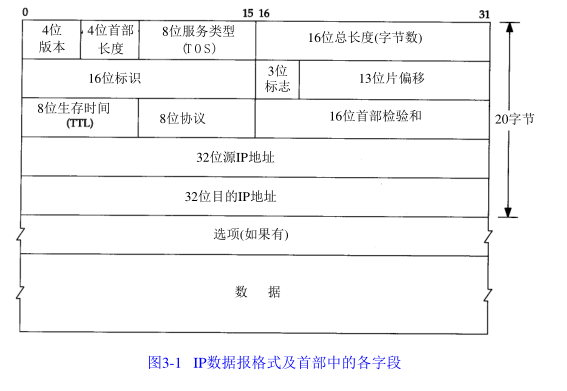 0 15 16 31
4位
版本
4位首部
长度
8位服务类型
(TOS)
16位总长度(字节数)
16位标识
3位
标志
13位片偏移
8位生存时间
(TTL)
8位协议
16位首部检验和
20字节
32位源IP地址
32位目的IP地址
选项(如果有)
数 据
图3-1 IP数据报格式及首部中的各字段